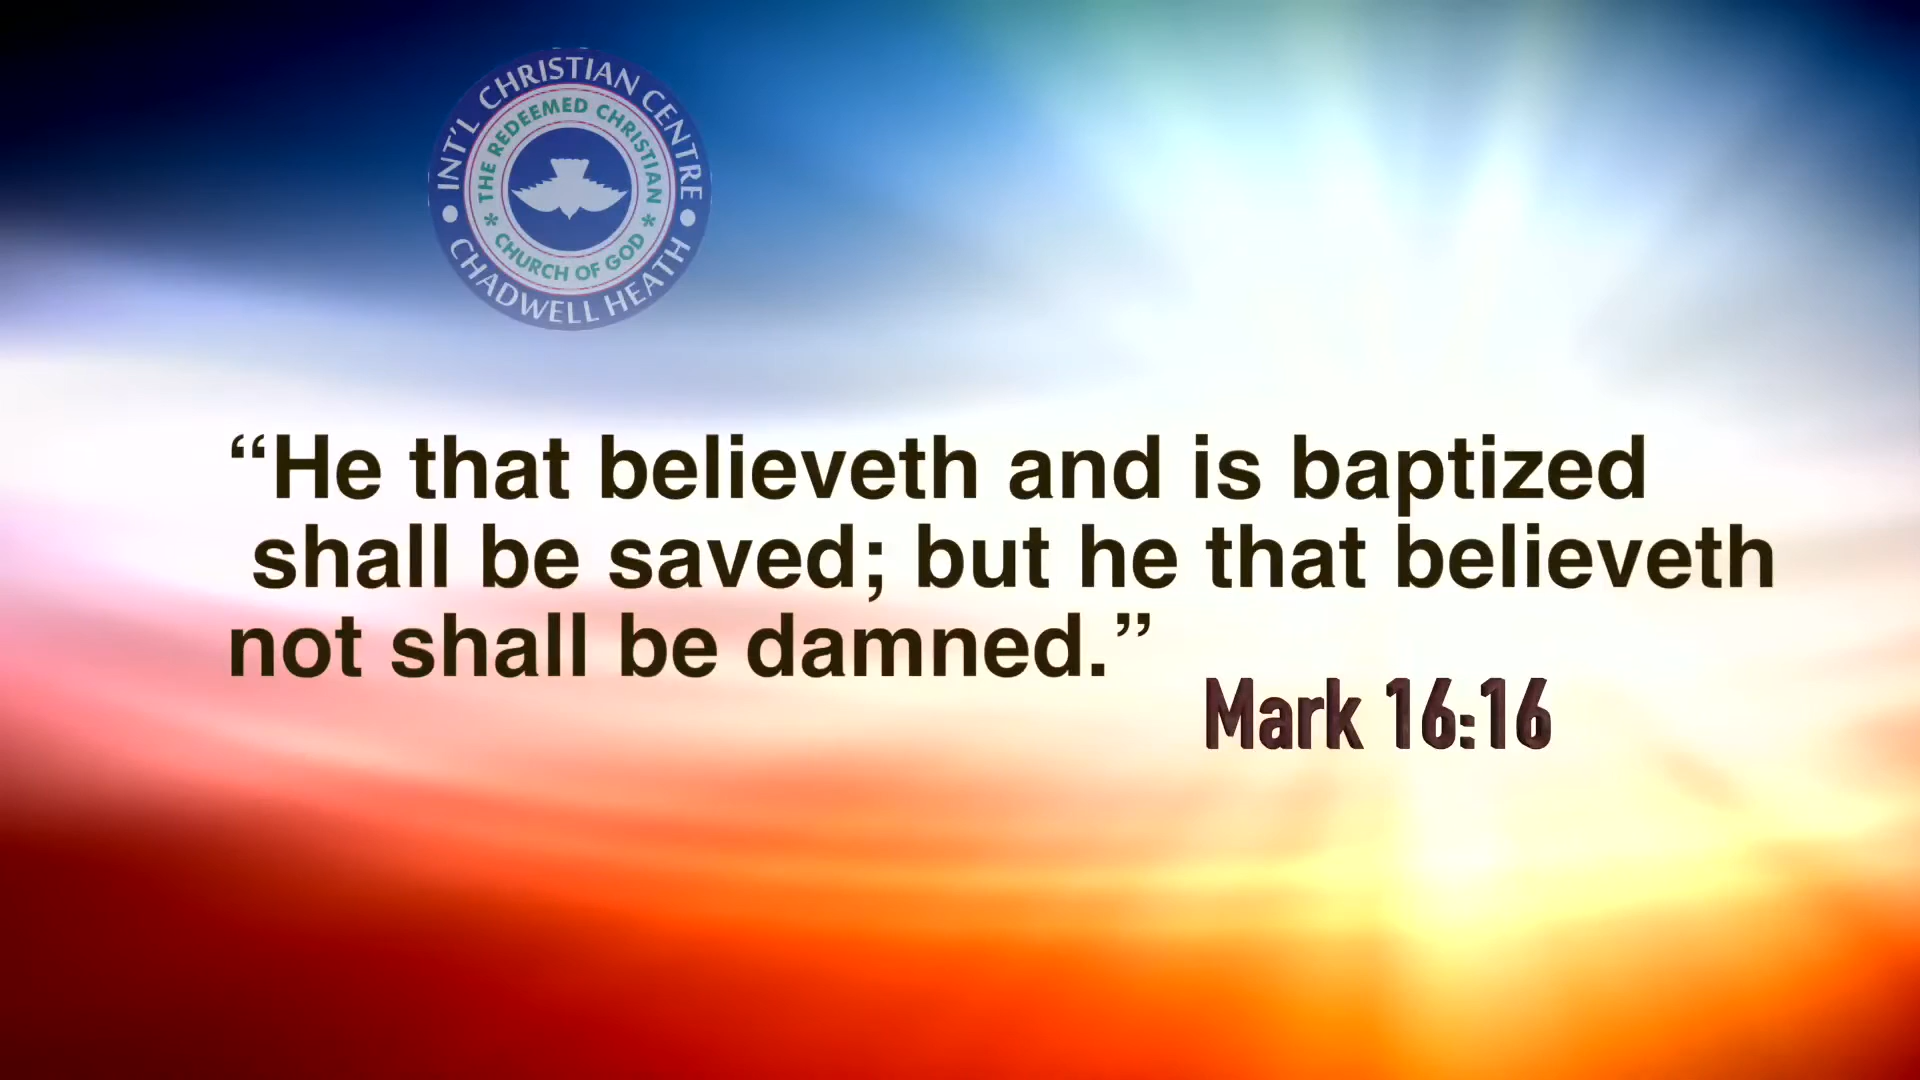 INT'L CHRISTIAN CENTRE
THE REDEEMED CHRISTIAN
* CHURCH OF GOD *
• CHADWELL HEATH •
“He that believeth and is baptized
shall be saved; but he that believeth
not shall be damned.”
Mark 16:16